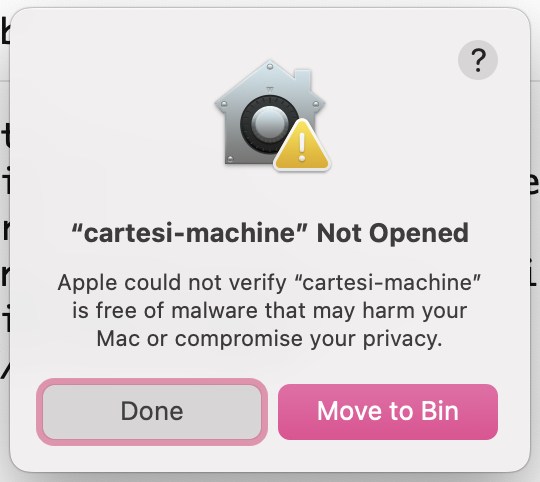 ?
“cartesi-machine” Not Opened
Apple could not verify “cartesi-machine”
is free of malware that may harm your
Mac or compromise your privacy.
Done
Move to Bin